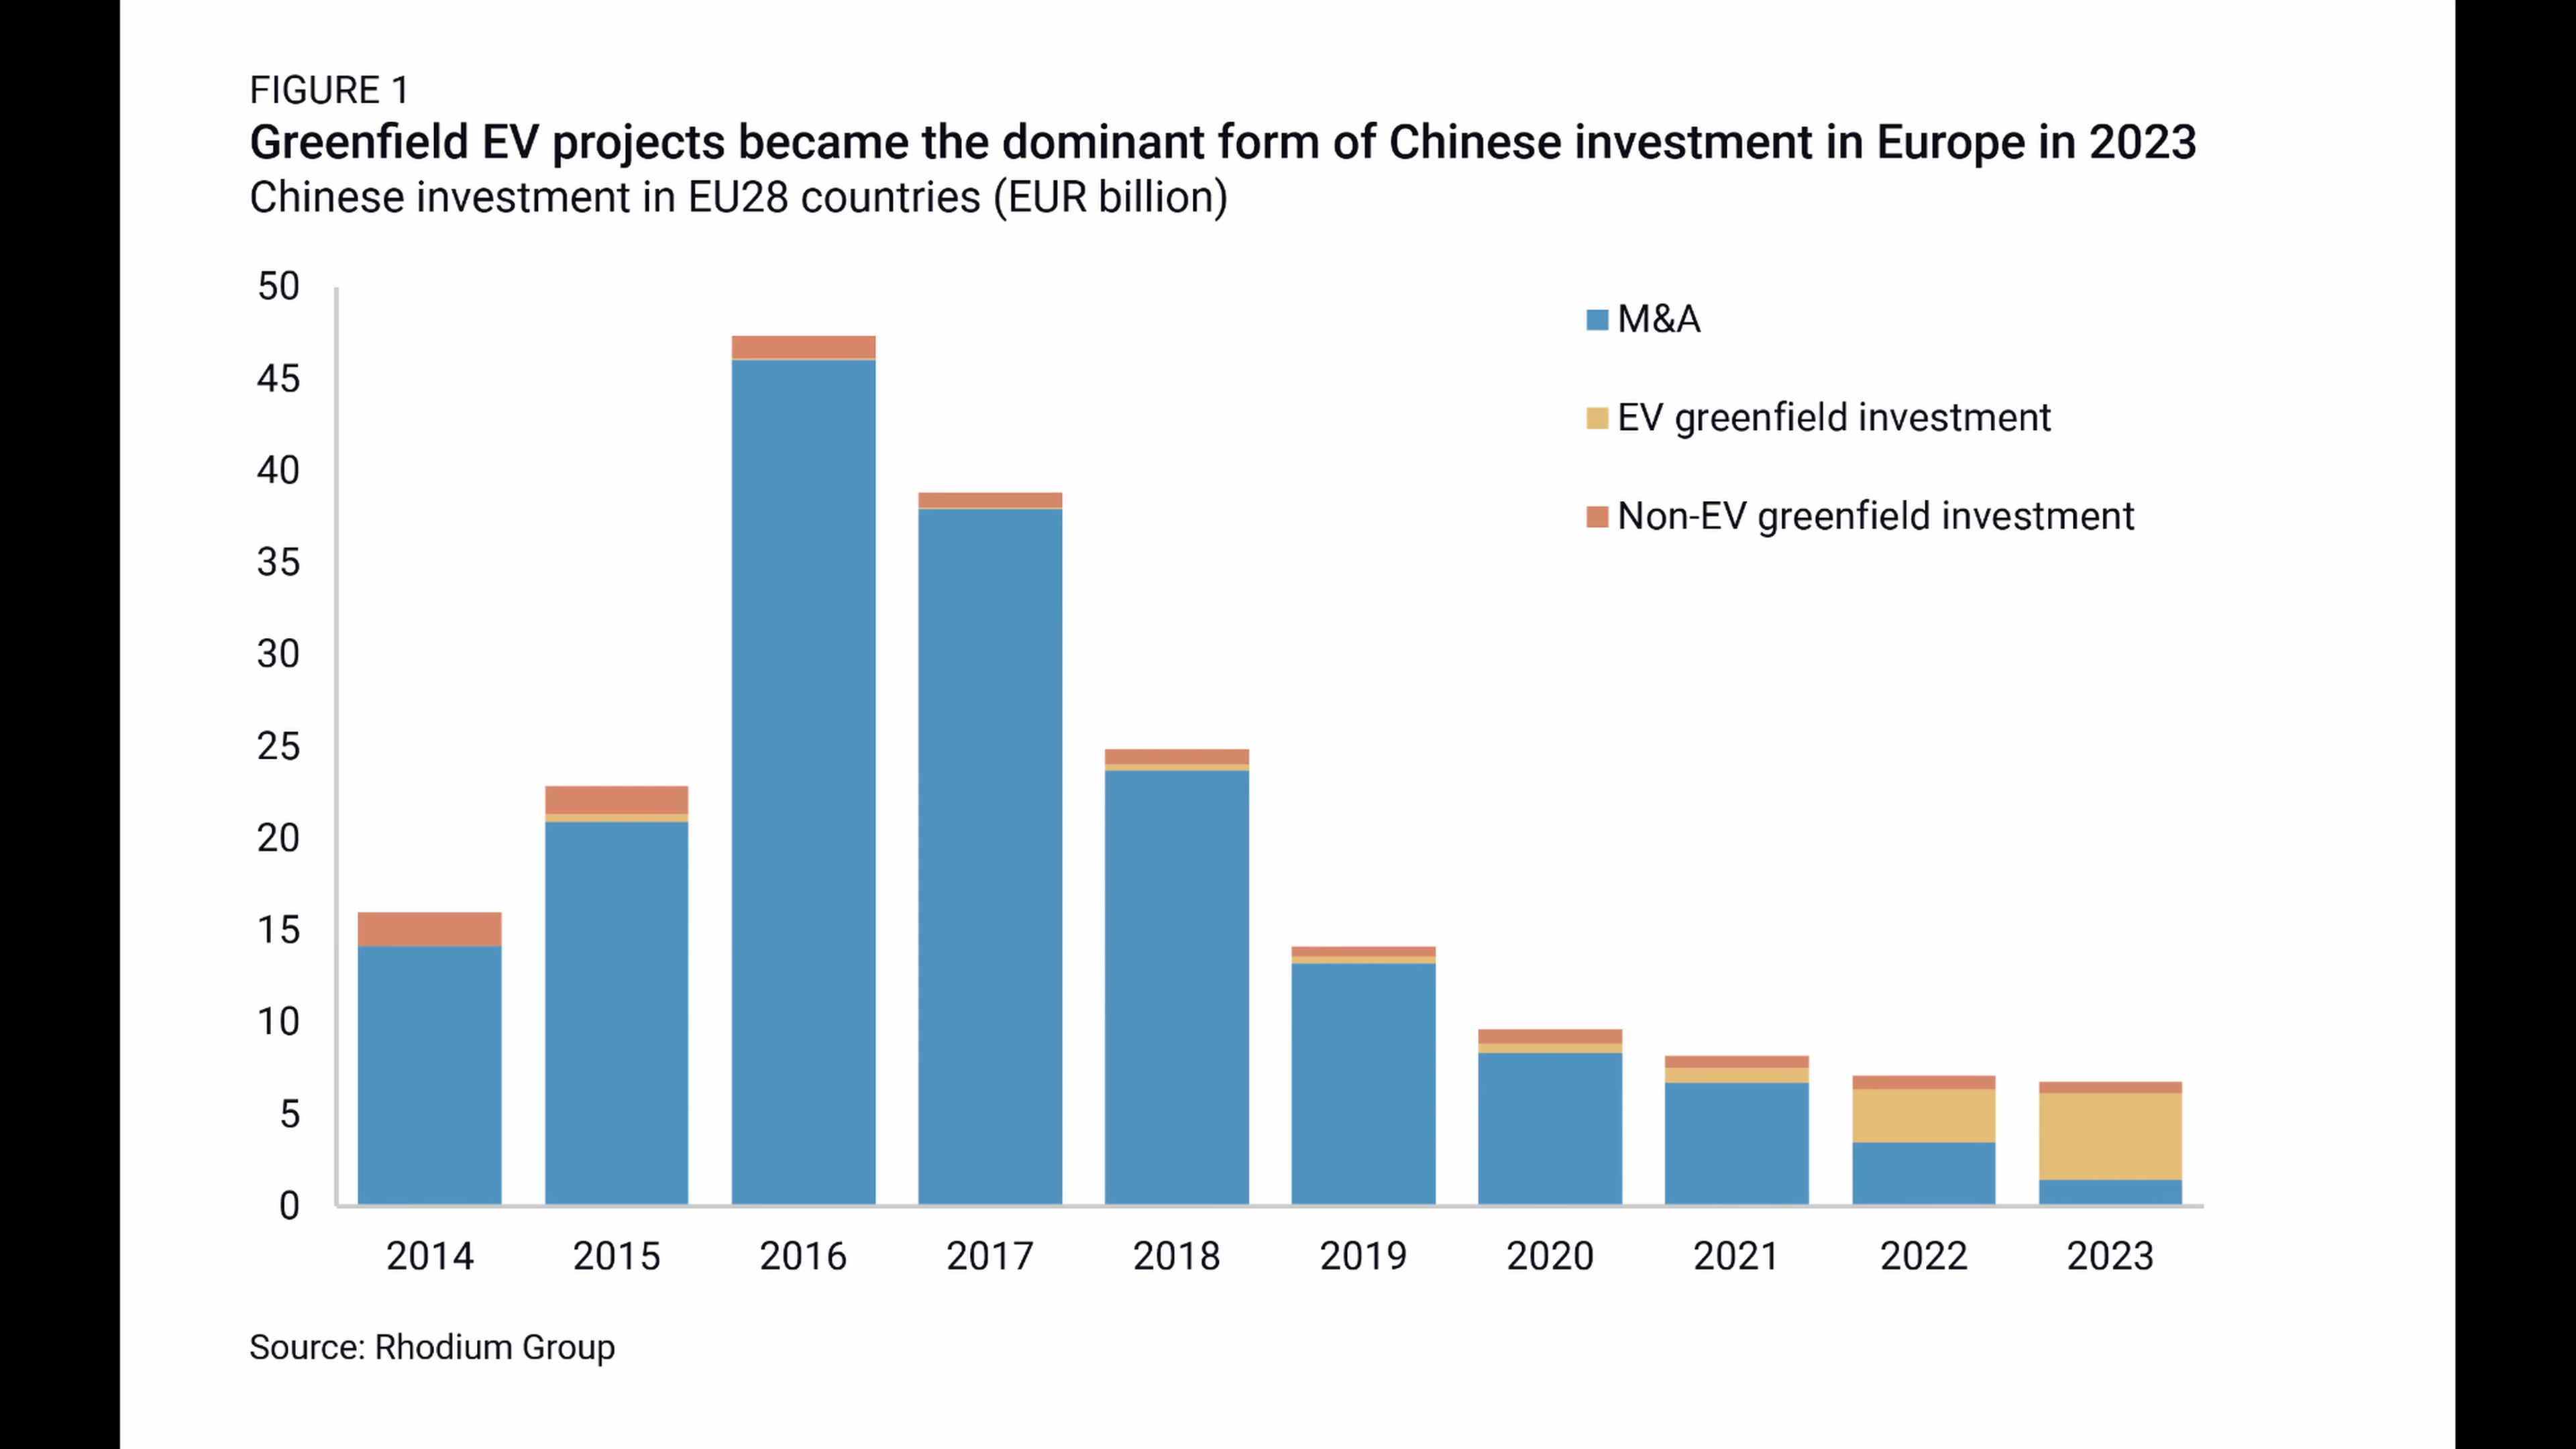 FIGURE 1
Greenfield EV projects became the dominant form of Chinese investment in Europe in 2023
Chinese investment in EU28 countries (EUR billion)
50
45
40
35
30
25
20
15
10
5
0
M&A
EV greenfield investment
Non-EV greenfield investment
2014 2015 2016 2017 2018 2019 2020 2021 2022 2023
Source: Rhodium Group